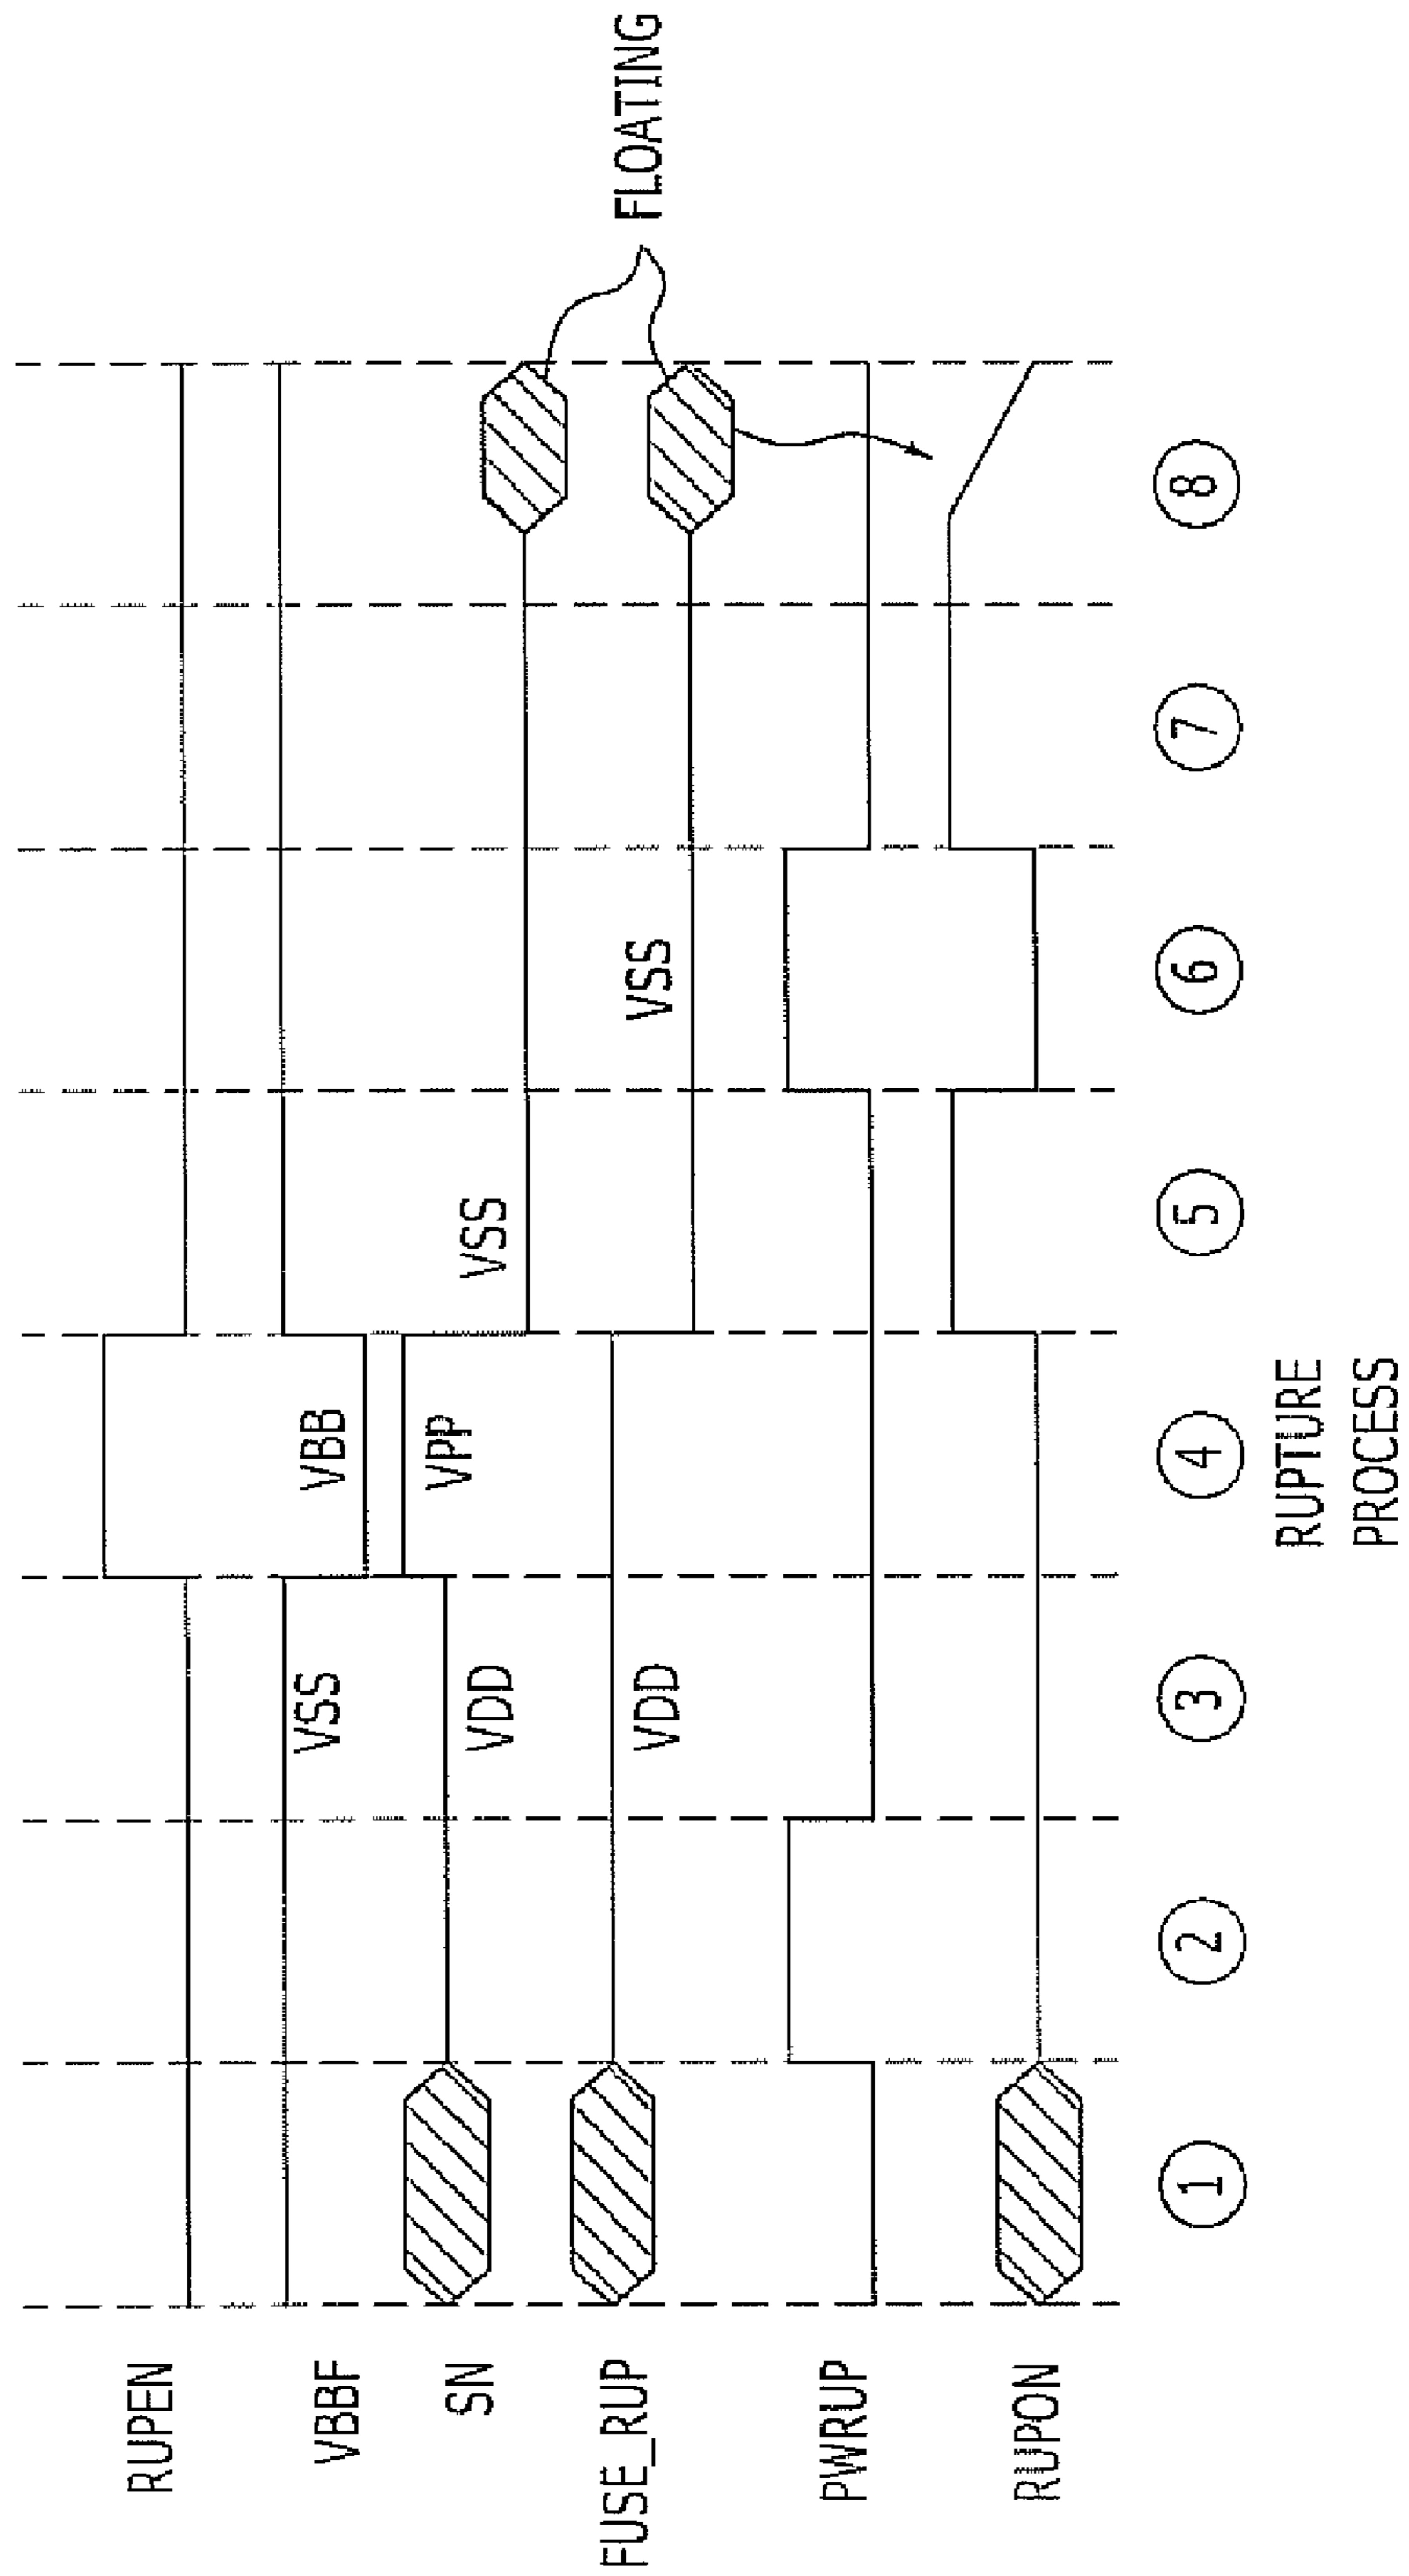 RUPEN
VBBF
VSS
VBB
SN
VDD
VPP
VSS
FUSE_RUP
VDD
VSS
FLOATING
PWRUP
RUPON
1 2 3 4 5 6 7 8
RUPTURE
PROCESS